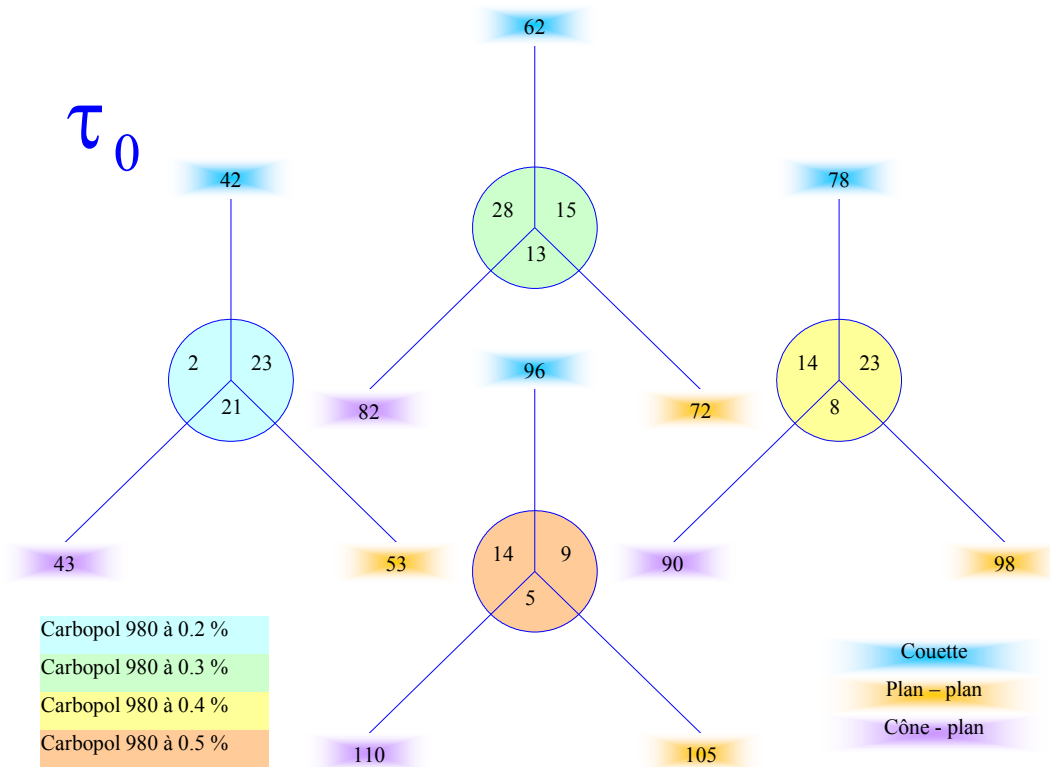 62
τ0
42
78
28 15
13
2 23
21
96
14 23
8
82
72
43
53
14 9
5
90
98
Carbopol 980 à 0.2 %
Carbopol 980 à 0.3 %
Carbopol 980 à 0.4 %
Carbopol 980 à 0.5 %
110
105
Couette
Plan – plan
Cône - plan